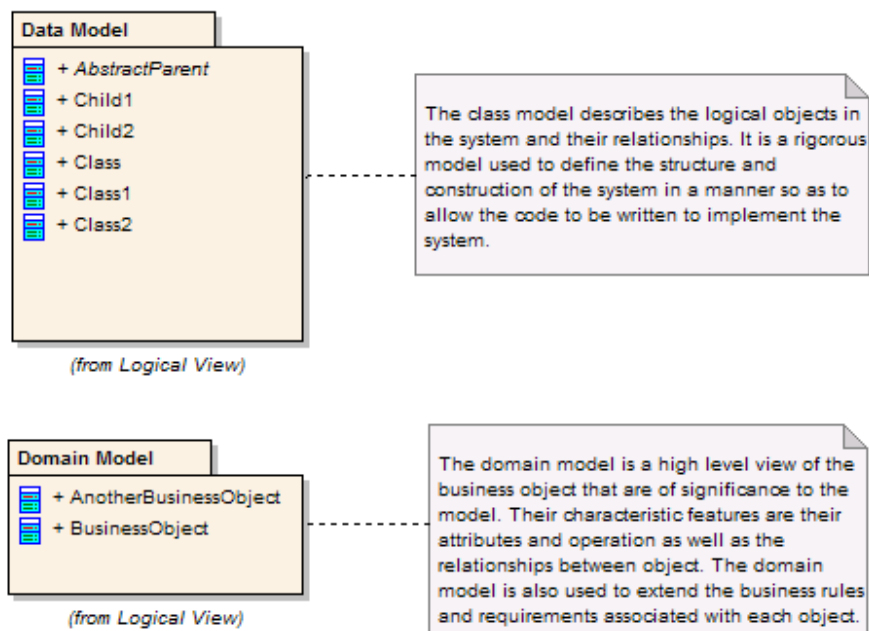 Data Model
+ AbstractParent
+ Child1
+ Child2
+ Class
+ Class1
+ Class2
(from Logical View)
The class model describes the logical objects in
the system and their relationships. It is a rigorous
model used to define the structure and
construction of the system in a manner so as to
allow the code to be written to implement the
system.
Domain Model
+ AnotherBusinessObject
+ BusinessObject
(from Logical View)
The domain model is a high level view of the
business object that are of significance to the
model. Their characteristic features are their
attributes and operation as well as the
relationships between object. The domain
model is also used to extend the business rules
and requirements associated with each object.